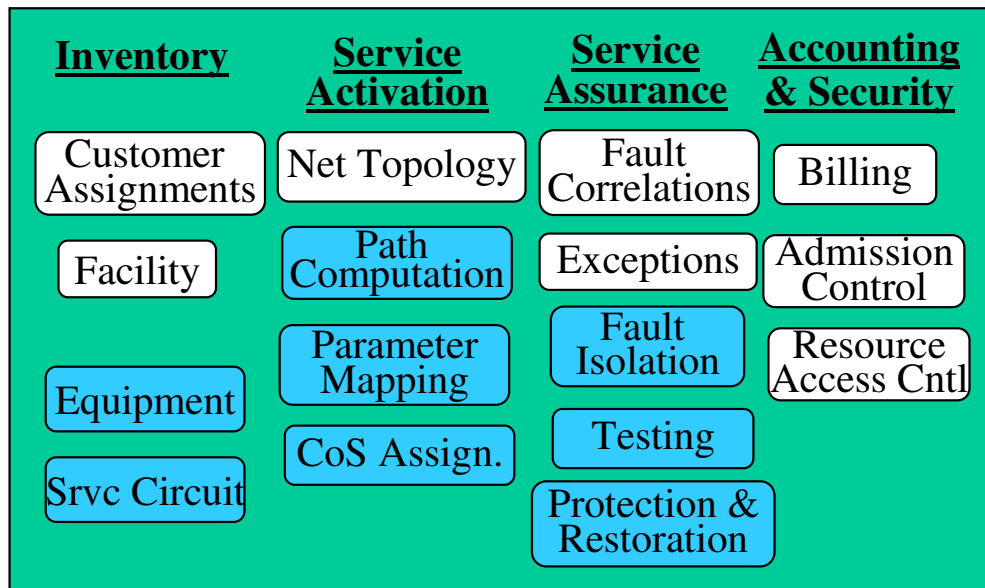 Inventory
Customer
Assignments
Facility
Equipment
Srvc Circuit
Service
Activation
Net Topology
Path
Computation
Parameter
Mapping
CoS Assign.
Service
Assurance
Fault
Correlations
Exceptions
Fault
Isolation
Testing
Protection &
Restoration
Accounting
& Security
Billing
Admission
Control
Resource
Access Cntl